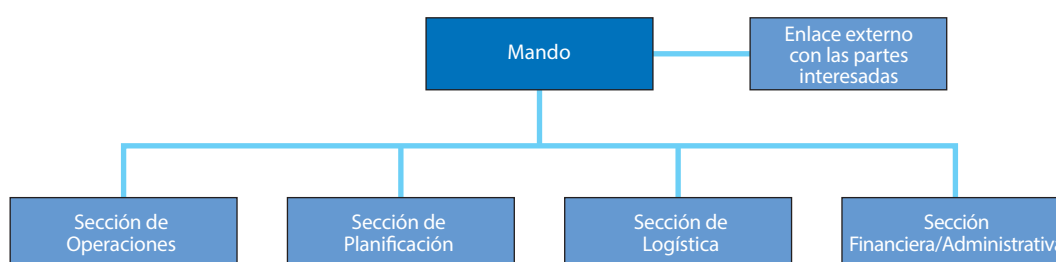 Mando
Enlace externo
con las partes
interesadas
Sección de
Operaciones
Sección de
Planificación
Sección de
Logística
Sección
Financiera/Administrativa